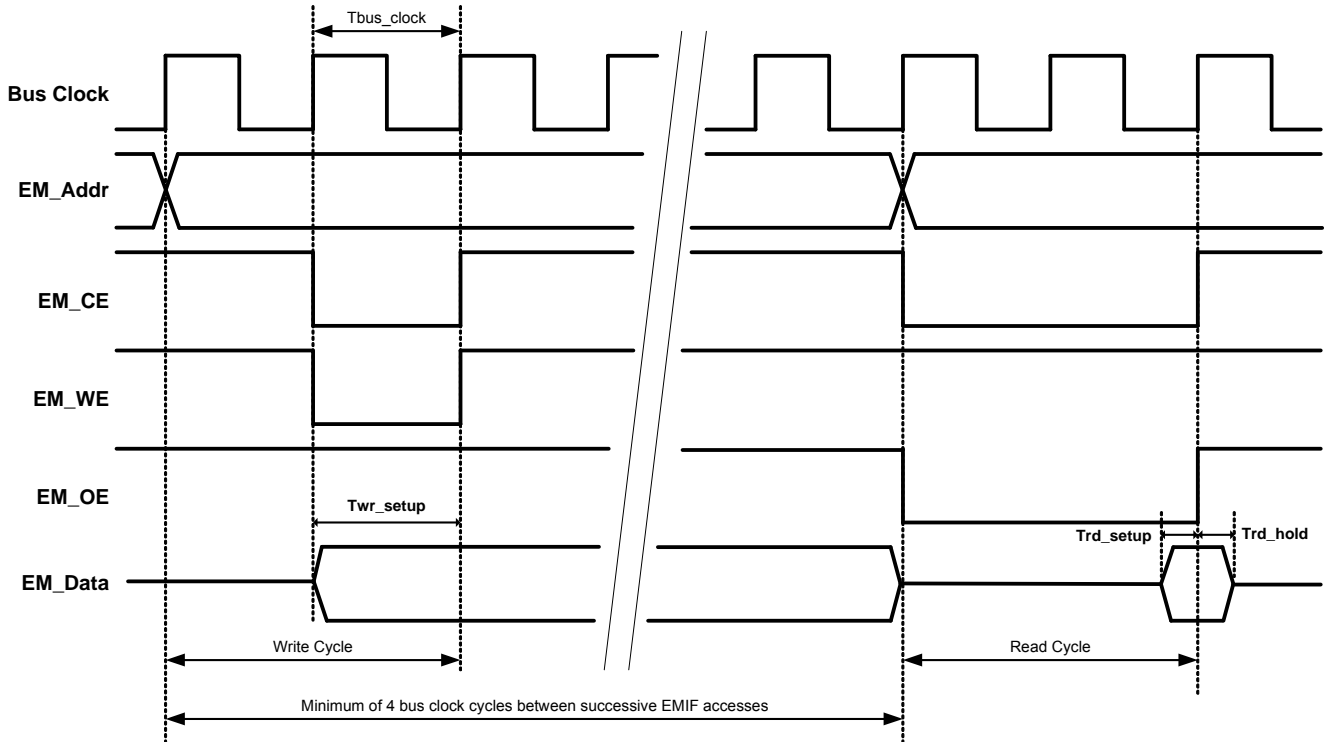 Tbus_clock
Bus Clock
EM_Addr
EM_CE
EM_WE
EM_OE
Twr_setup
Trd_setup
Trd_hold
EM_Data
Write Cycle
Read Cycle
Minimum of 4 bus clock cycles between successive EMIF accesses